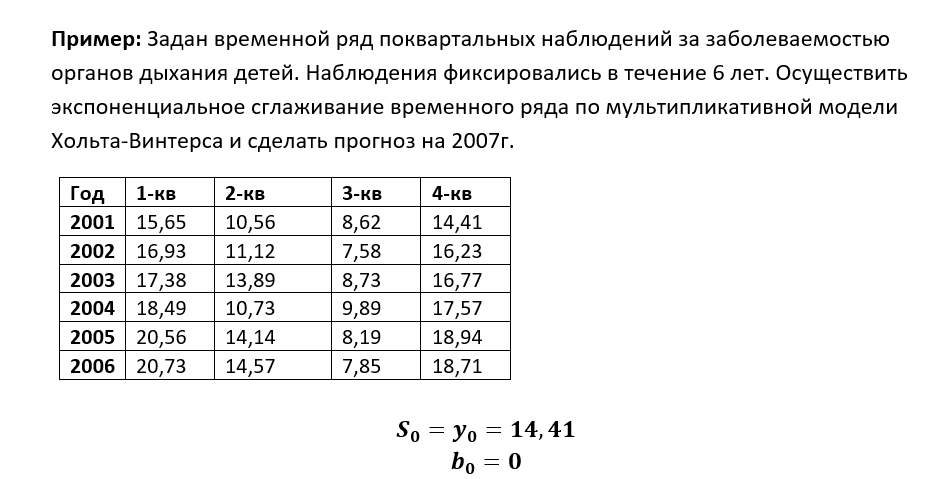 Пример: Задан временной ряд поквартальных наблюдений за заболеваемостью
органов дыхания детей. Наблюдения фиксировались в течение 6 лет. Осуществить
экспоненциальное сглаживание временного ряда по мультипликативной модели
Хольта-Винтерса и сделать прогноз на 2007г.
Год 1-кв 2-кв 3-кв 4-кв
2001 15,65 10,56 8,62 14,41
2002 16,93 11,12 7,58 16,23
2003 17,38 13,89 8,73 16,77
2004 18,49 10,73 9,89 17,57
2005 20,56 14,14 8,19 18,94
2006 20,73 14,57 7,85 18,71
S₀ = y₀ = 14,41
b₀ = 0